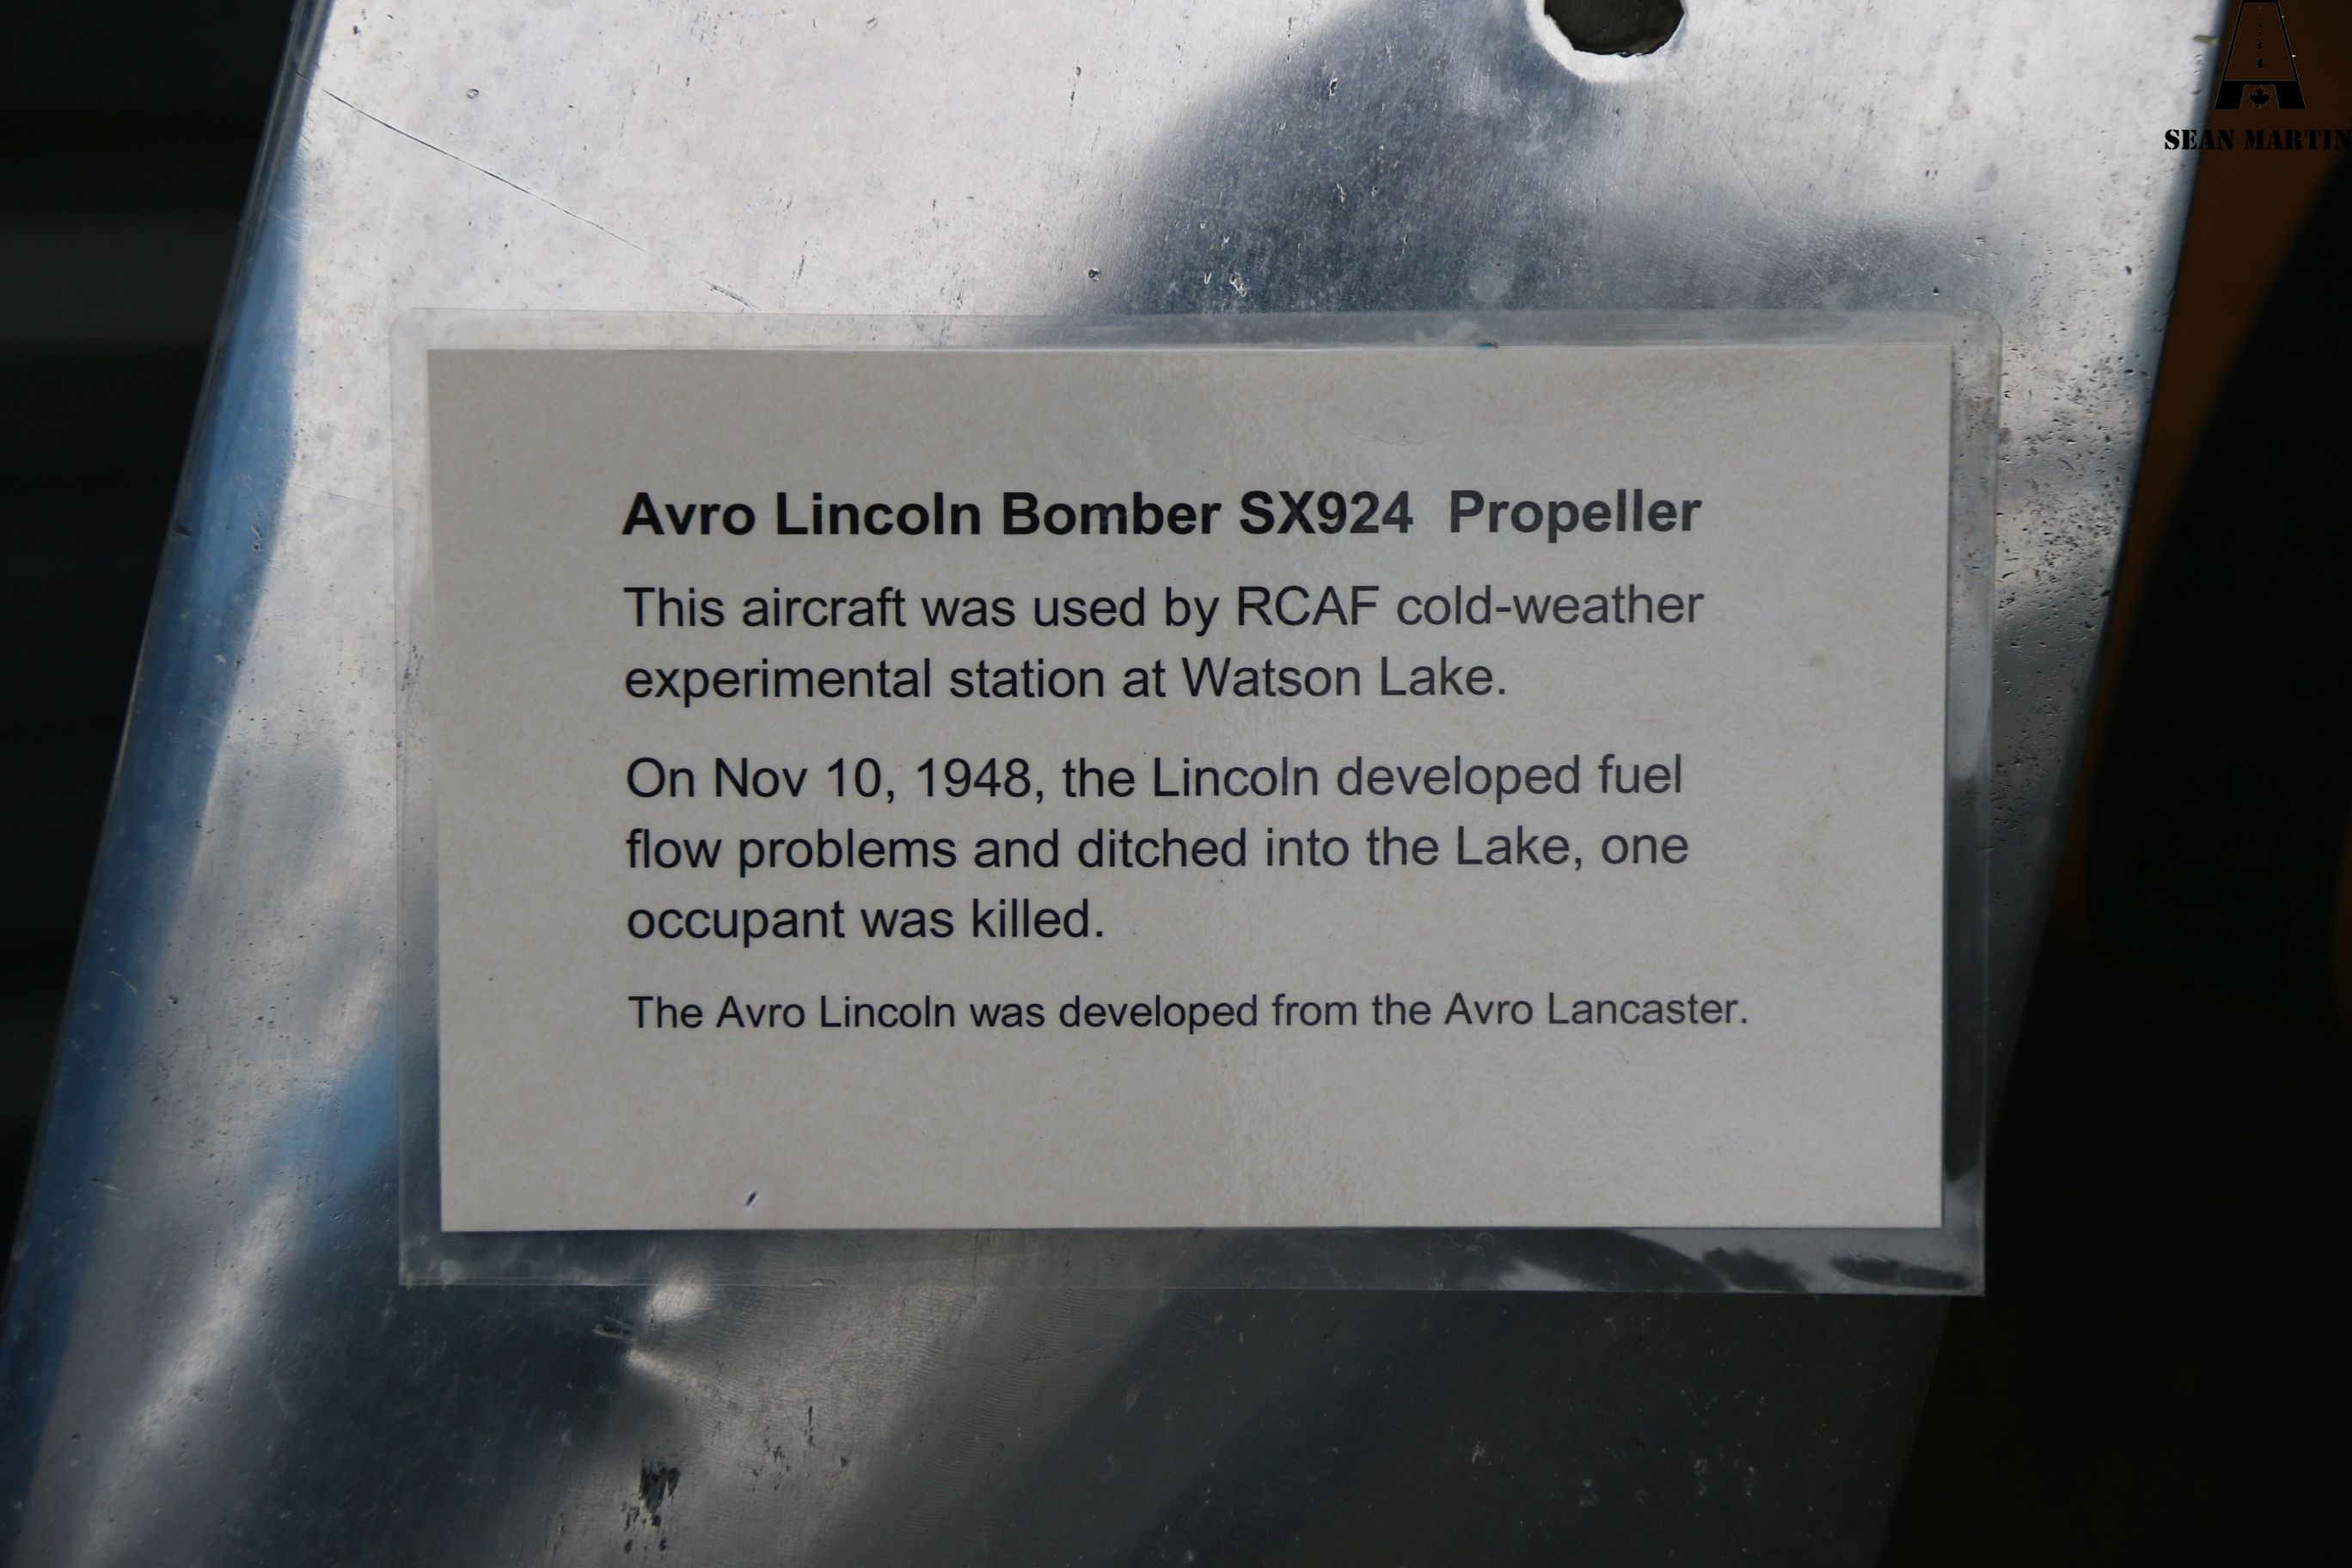 SEAN MARTIN
Avro Lincoln Bomber SX924  Propeller
This aircraft was used by RCAF cold-weather
experimental station at Watson Lake.
On Nov 10, 1948, the Lincoln developed fuel
flow problems and ditched into the Lake, one
occupant was killed.
The Avro Lincoln was developed from the Avro Lancaster.